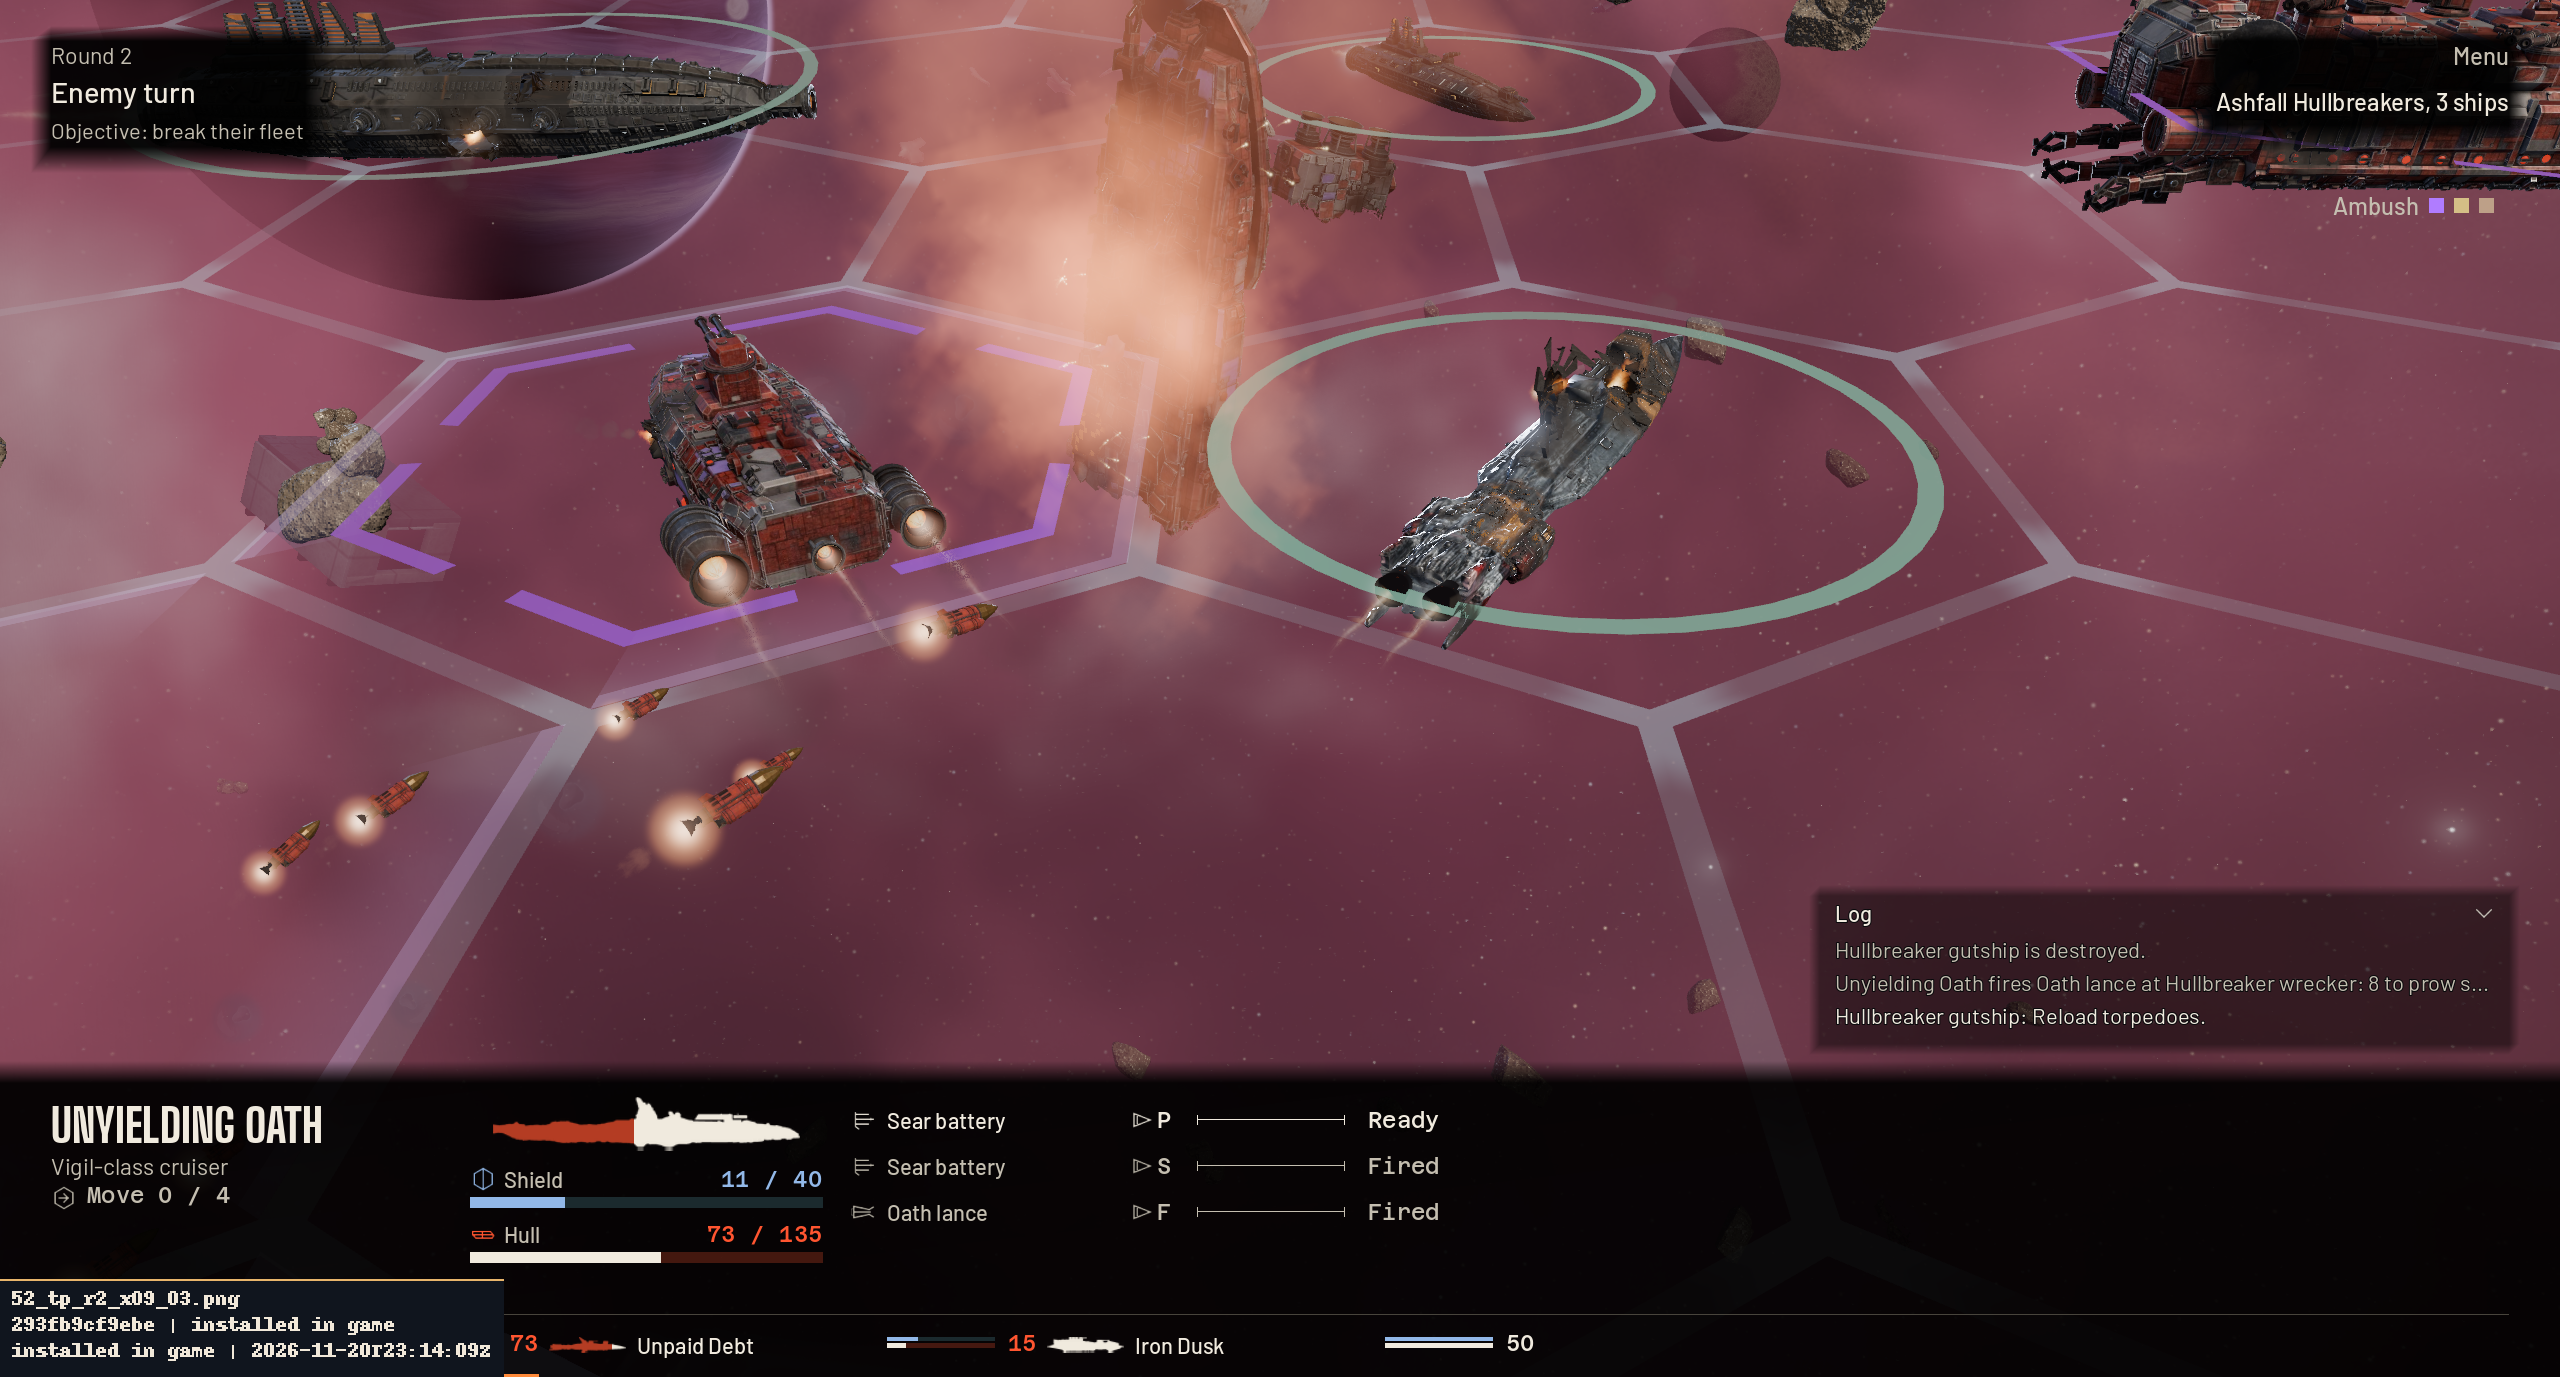 Round 2
Enemy turn
Objective: break their fleet
Menu
Ashfall Hullbreakers, 3 ships
Ambush
Log
Hullbreaker gutship is destroyed.
Unyielding Oath fires Oath lance at Hullbreaker wrecker: 8 to prow s...
Hullbreaker gutship: Reload torpedoes.
UNYIELDING OATH
Vigil-class cruiser
Move 0 / 4
Shield 11 / 40
Hull 73 / 135
Sear battery P Ready
Sear battery S Fired
Oath lance F Fired
52_tp_r2_x09_03.png
293fb9cf9ebe | installed in game
installed in game | 2026-11-20T23:14:09Z
73 Unpaid Debt 15 Iron Dusk 50